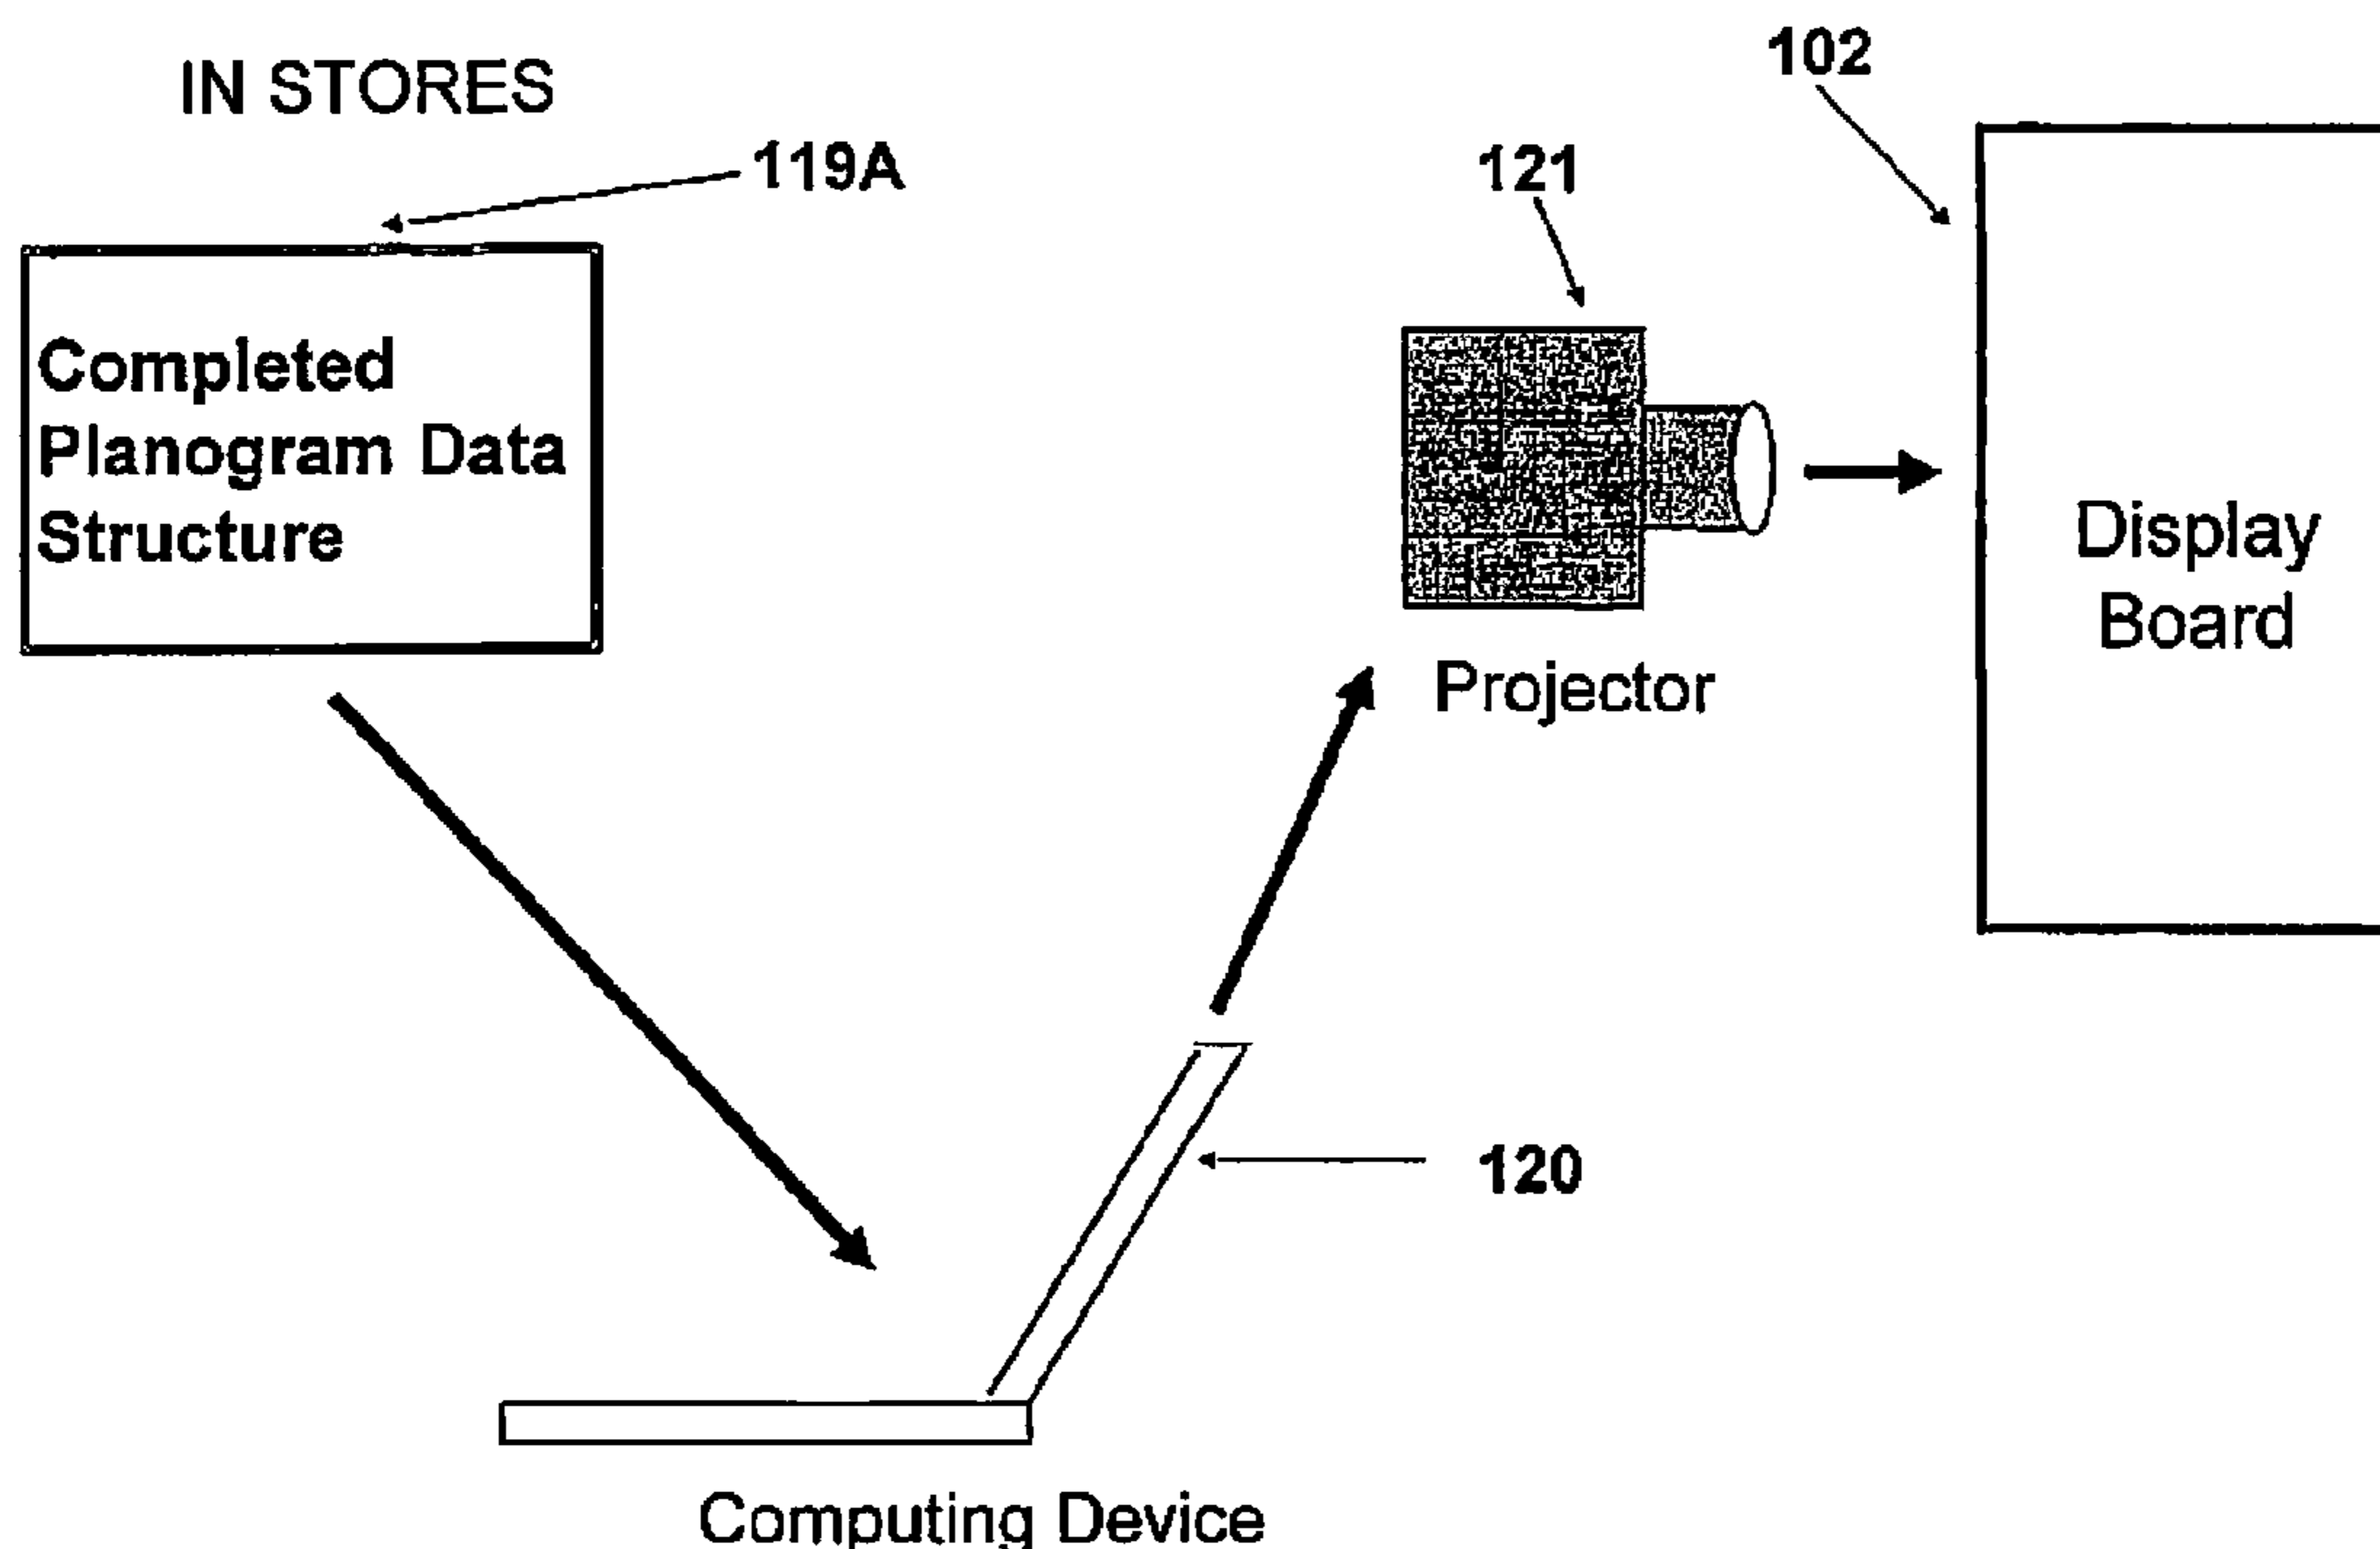 IN STORES
102
119A
121
Completed
Planogram Data
Structure
Display
Board
Projector
120
Computing Device